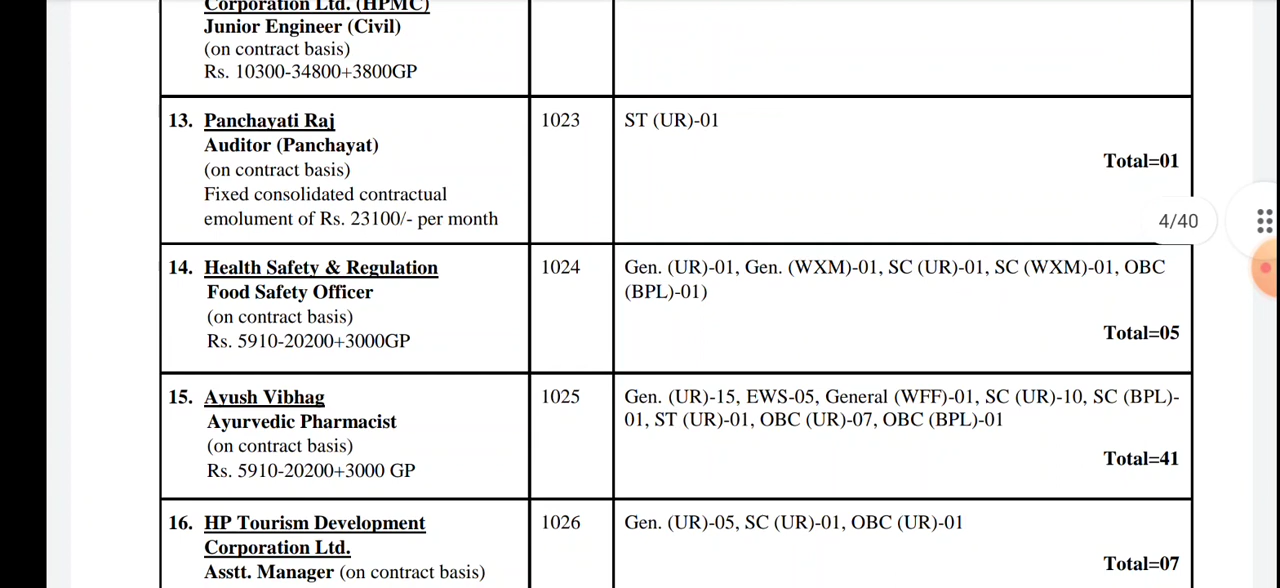 Corporation Ltd. (HPMC)
Junior Engineer (Civil)
(on contract basis)
Rs. 10300-34800+3800GP
13. Panchayati Raj
Auditor (Panchayat)
(on contract basis)
Fixed consolidated contractual
emolument of Rs. 23100/- per month
1023
ST (UR)-01
Total=01
4/40
14. Health Safety & Regulation
Food Safety Officer
(on contract basis)
Rs. 5910-20200+3000GP
1024
Gen. (UR)-01, Gen. (WXM)-01, SC (UR)-01, SC (WXM)-01, OBC
(BPL)-01)
Total=05
15. Ayush Vibhag
Ayurvedic Pharmacist
(on contract basis)
Rs. 5910-20200+3000 GP
1025
Gen. (UR)-15, EWS-05, General (WFF)-01, SC (UR)-10, SC (BPL)-
01, ST (UR)-01, OBC (UR)-07, OBC (BPL)-01
Total=41
16. HP Tourism Development
Corporation Ltd.
Asstt. Manager (on contract basis)
1026
Gen. (UR)-05, SC (UR)-01, OBC (UR)-01
Total=07